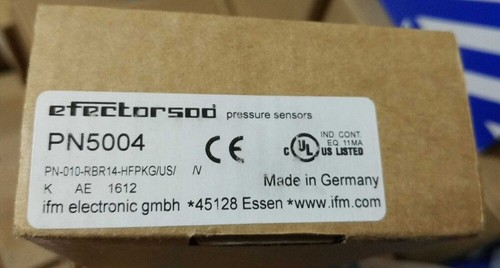 efector500 pressure sensors
PN5004
CE
c UL US LISTED
IND. CONT.
EQ. 11MA
PN-010-RBR14-HFPKG/US/ /V
K AE 1612
Made in Germany
ifm electronic gmbh *45128 Essen *www.ifm.com